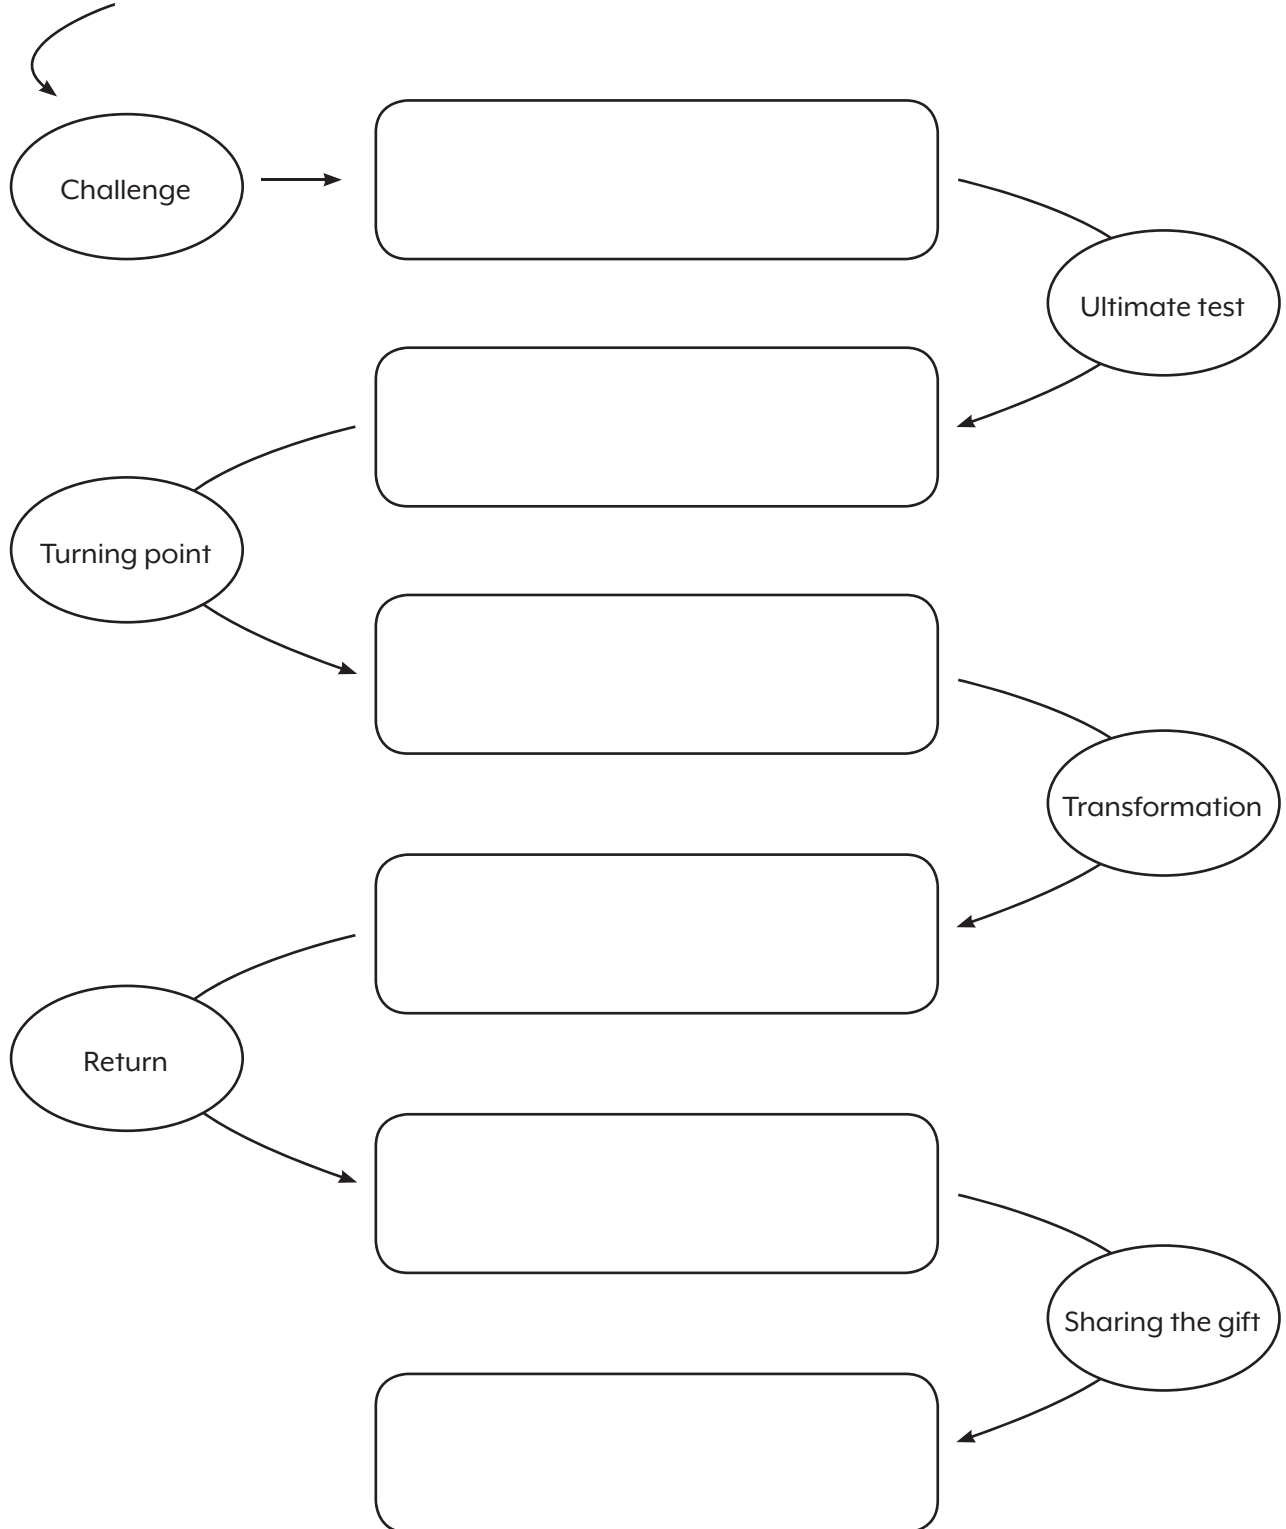 Challenge
Ultimate test
Turning point
Transformation
Return
Sharing the gift